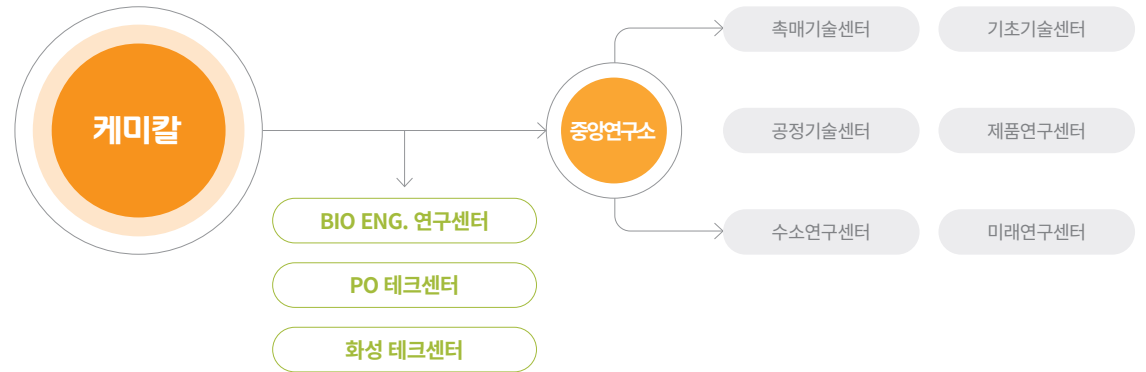 케미칼
중앙연구소
촉매기술센터
기초기술센터
공정기술센터
제품연구센터
수소연구센터
미래연구센터
BIO ENG. 연구센터
PO 테크센터
화성 테크센터